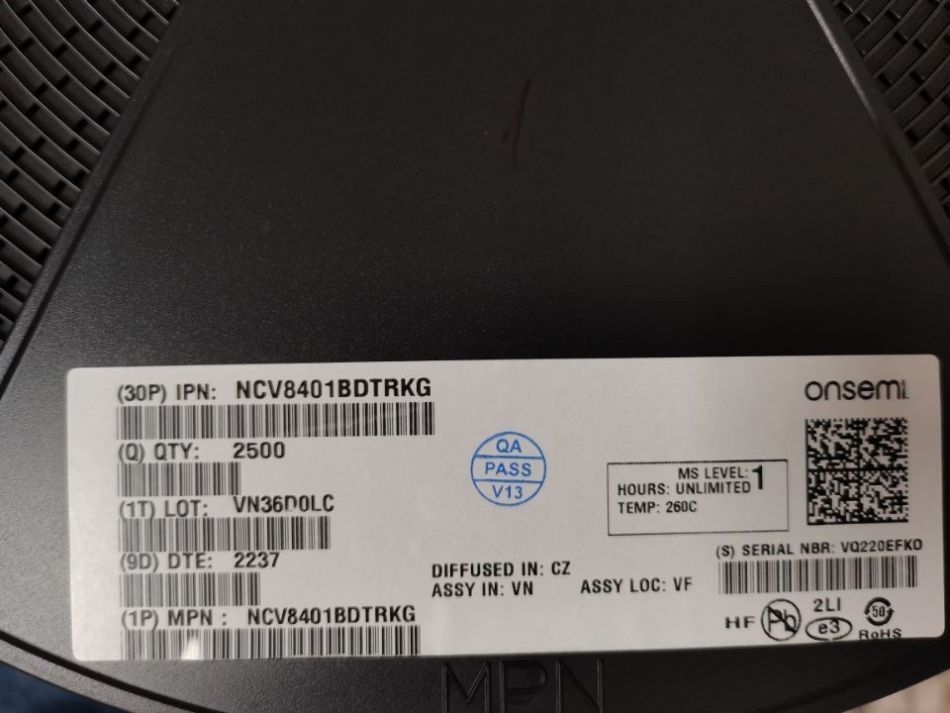 (30P) IPN: NCV8401BDTRKG
onsemi
(Q) QTY: 2500
QA
PASS
V13
MS LEVEL: 1
HOURS: UNLIMITED
TEMP: 260C
(1T) LOT: VN36D0LC
(9D) DTE: 2237
DIFFUSED IN: CZ
ASSY IN: VN ASSY LOC: VF
(S) SERIAL NBR: VQ220EFK0
(1P) MPN : NCV8401BDTRKG
HF Pb 2LI e3 50 RoHS
MPN